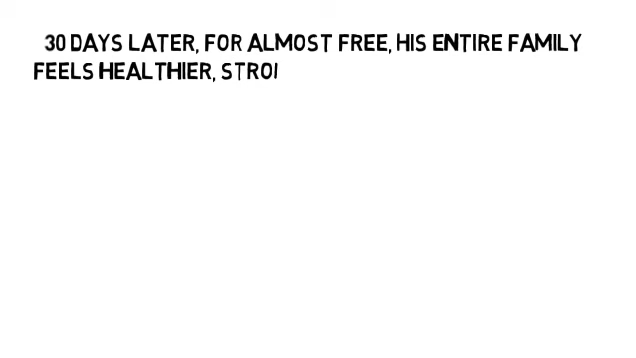 30 DAYS LATER, FOR ALMOST FREE, HIS ENTIRE FAMILY
FEELS HEALTHIER,